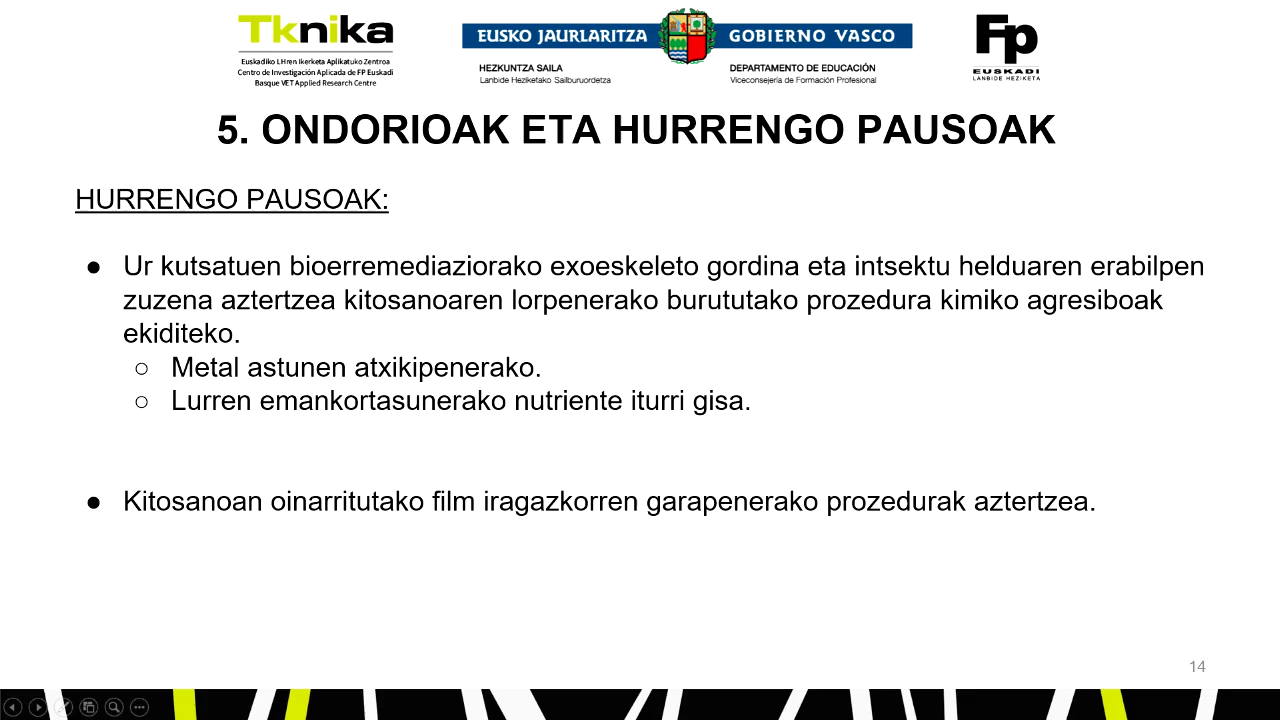 Tknika
Euskadiko LHren Ikerketa Aplikatuko Zentroa
Centro de Investigación Aplicada de FP Euskadi
Basque VET Applied Research Centre
EUSKO JAURLARITZA
GOBIERNO VASCO
HEZKUNTZA SAILA
Lanbide Heziketako Sailburuordetza
DEPARTAMENTO DE EDUCACIÓN
Viceconsejería de Formación Profesional
Fp
EUSKADI
LANBIDE HEZIKETA
5. ONDORIOAK ETA HURRENGO PAUSOAK
HURRENGO PAUSOAK:
● Ur kutsatuen bioerremediaziorako exoeskeleto gordina eta intsektu helduaren erabilpen
zuzena aztertzea kitosanoaren lorpenerako burututako prozedura kimiko agresiboak
ekiditeko.
○ Metal astunen atxikipenerako.
○ Lurren emankortasunerako nutriente iturri gisa.
● Kitosanoan oinarritutako film iragazkorren garapenerako prozedurak aztertzea.
14